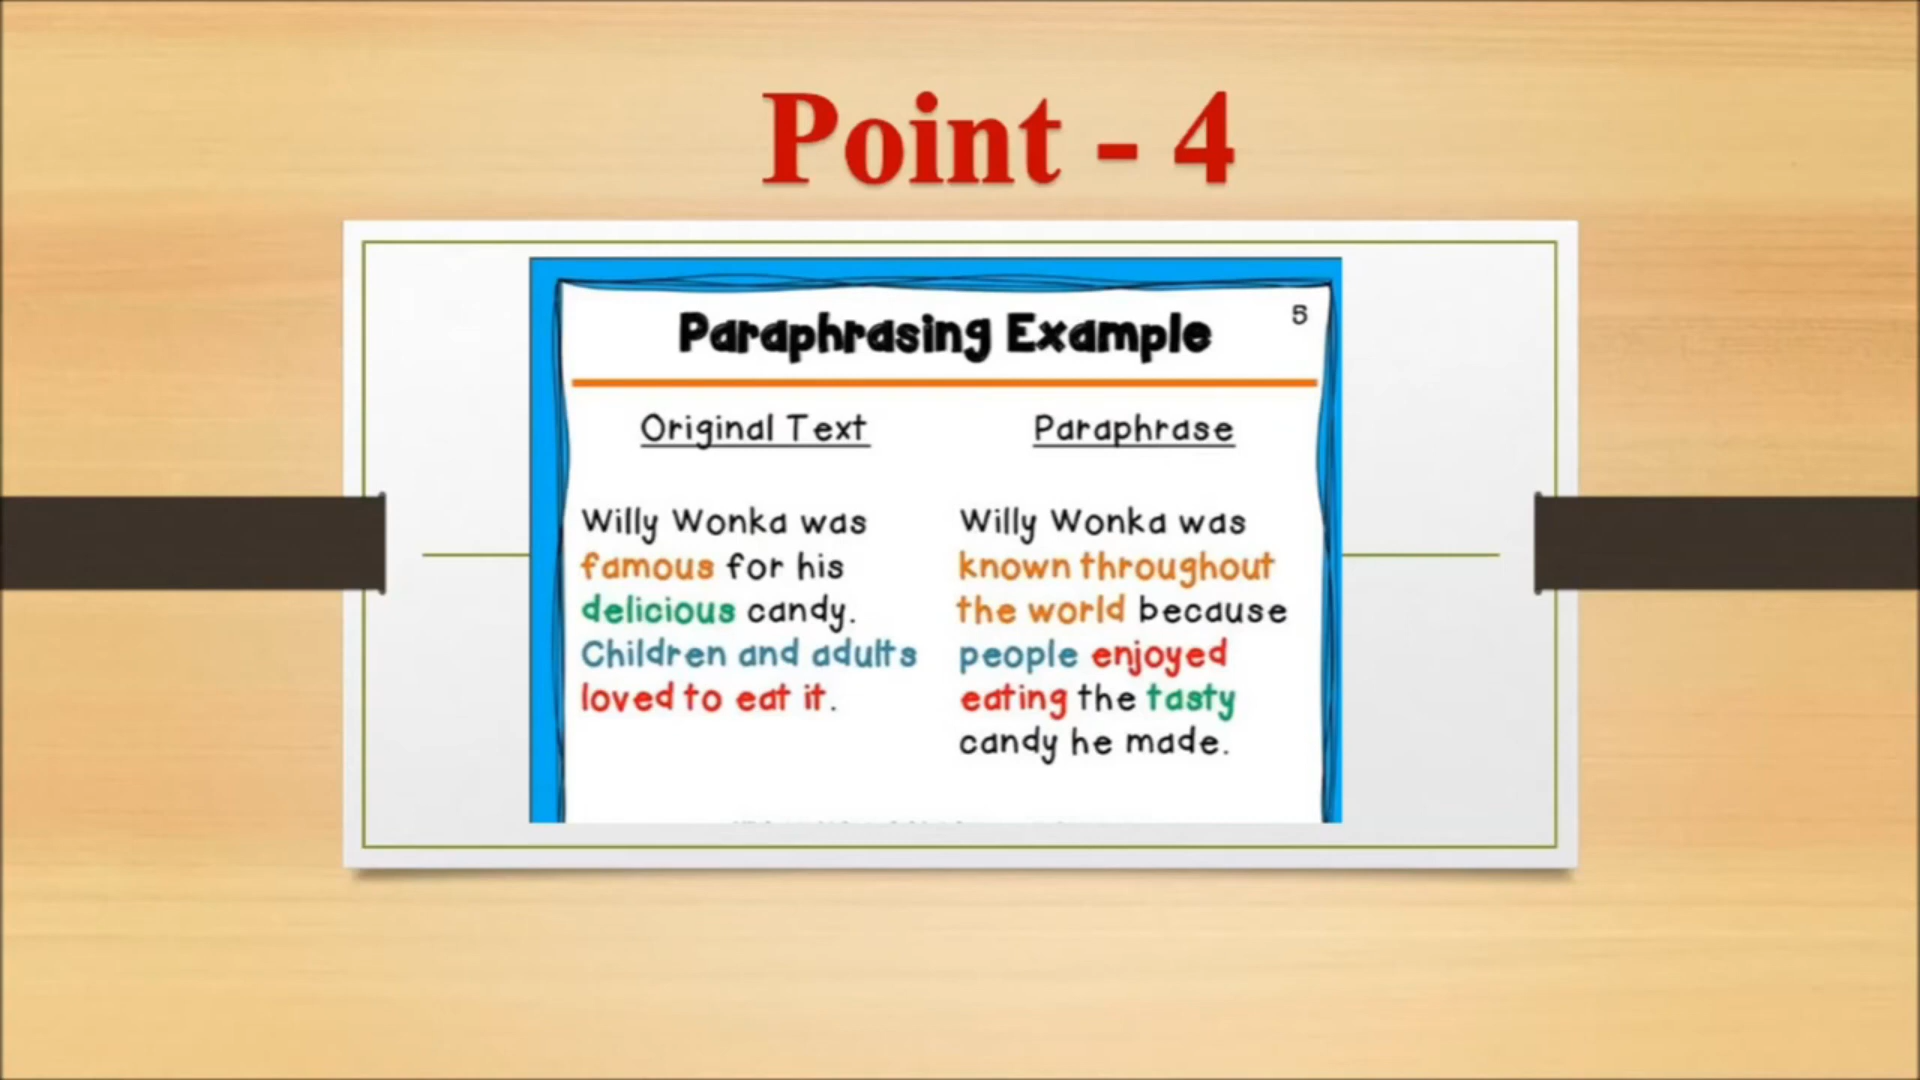 Point - 4
Paraphrasing Example
5
Original Text
Willy Wonka was
famous for his
delicious candy.
Children and adults
loved to eat it.
Paraphrase
Willy Wonka was
known throughout
the world because
people enjoyed
eating the tasty
candy he made.